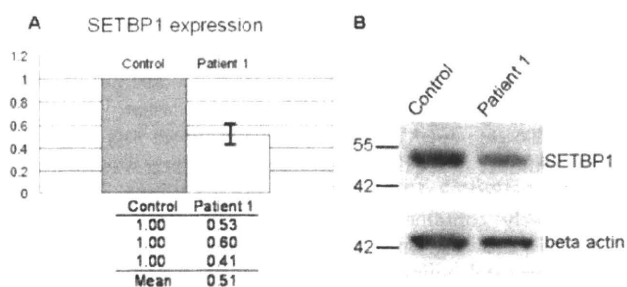 A SETBP1 expression
Control Patient 1
1.2
1
0.8
0.6
0.4
0.2
0
Control Patient 1
1.00 0.53
1.00 0.60
1.00 0.41
Mean 0.51
B
Control Patient 1
55
SETBP1
42
42 beta actin